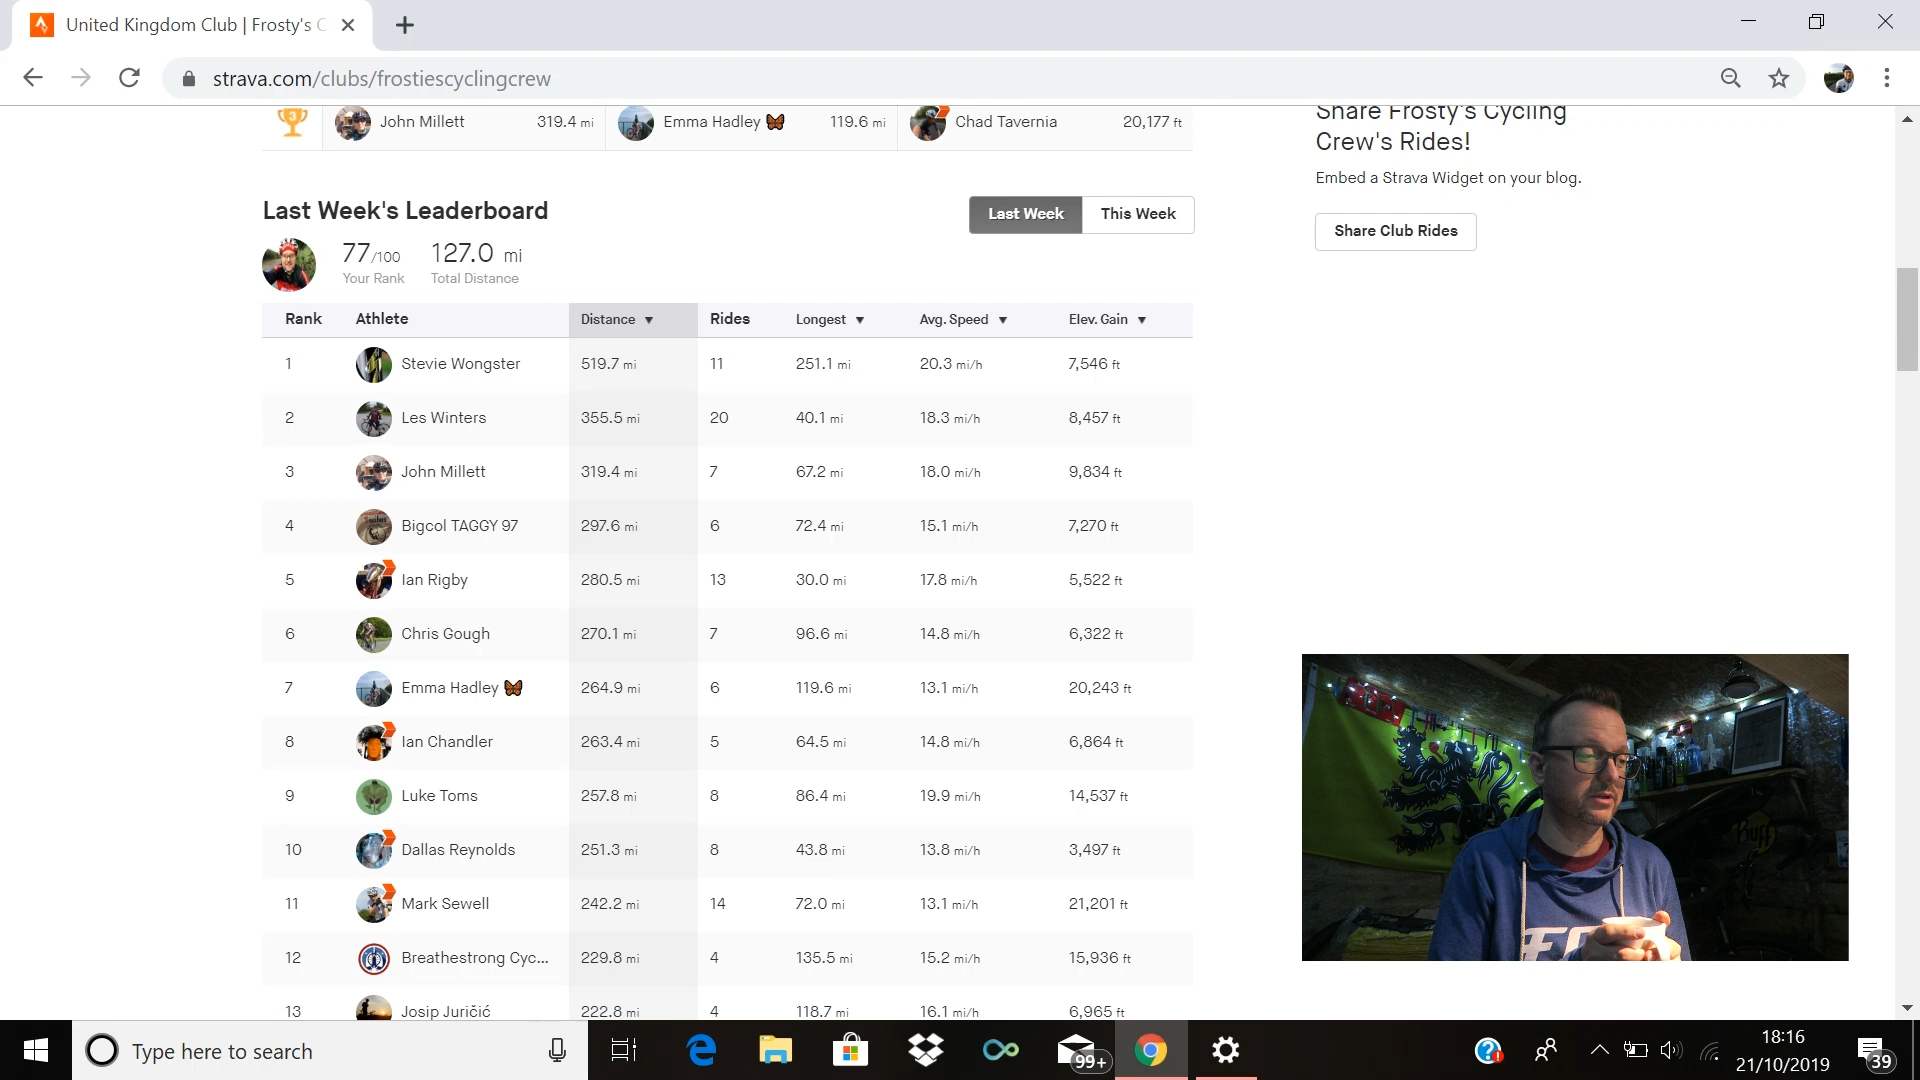 United Kingdom Club | Frosty's C
strava.com/clubs/frostiescyclingcrew
3 John Millett 319.4 mi Emma Hadley 119.6 mi Chad Tavernia 20,177 ft
Share Frosty's Cycling
Crew's Rides!
Embed a Strava Widget on your blog.
Share Club Rides
Last Week's Leaderboard
Last Week This Week
77/100 127.0 mi
Your Rank Total Distance
Rank Athlete Distance Rides Longest Avg. Speed Elev. Gain
1 Stevie Wongster 519.7 mi 11 251.1 mi 20.3 mi/h 7,546 ft
2 Les Winters 355.5 mi 20 40.1 mi 18.3 mi/h 8,457 ft
3 John Millett 319.4 mi 7 67.2 mi 18.0 mi/h 9,834 ft
4 Bigcol TAGGY 97 297.6 mi 6 72.4 mi 15.1 mi/h 7,270 ft
5 Ian Rigby 280.5 mi 13 30.0 mi 17.8 mi/h 5,522 ft
6 Chris Gough 270.1 mi 7 96.6 mi 14.8 mi/h 6,322 ft
7 Emma Hadley 264.9 mi 6 119.6 mi 13.1 mi/h 20,243 ft
8 Ian Chandler 263.4 mi 5 64.5 mi 14.8 mi/h 6,864 ft
9 Luke Toms 257.8 mi 8 86.4 mi 19.9 mi/h 14,537 ft
10 Dallas Reynolds 251.3 mi 8 43.8 mi 13.8 mi/h 3,497 ft
11 Mark Sewell 242.2 mi 14 72.0 mi 13.1 mi/h 21,201 ft
12 Breathestrong Cyc... 229.8 mi 4 135.5 mi 15.2 mi/h 15,936 ft
13 Josip Juričić 222.8 mi 4 118.7 mi 16.1 mi/h 6,965 ft
Buff
Type here to search
99+
18:16
21/10/2019
39